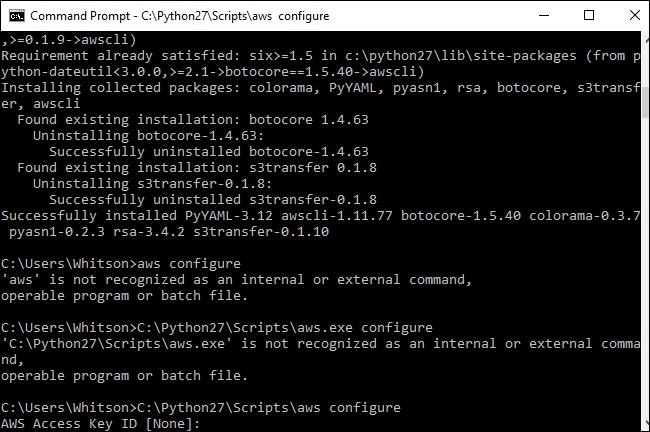 Command Prompt - C:\Python27\Scripts\aws configure
,>=0.1.9->awscli)
Requirement already satisfied: six>=1.5 in c:\python27\lib\site-packages (from p
ython-dateutil<3.0.0,>=2.1->botocore==1.5.40->awscli)
Installing collected packages: colorama, PyYAML, pyasn1, rsa, botocore, s3transf
er, awscli
  Found existing installation: botocore 1.4.63
    Uninstalling botocore-1.4.63:
      Successfully uninstalled botocore-1.4.63
  Found existing installation: s3transfer 0.1.8
    Uninstalling s3transfer-0.1.8:
      Successfully uninstalled s3transfer-0.1.8
Successfully installed PyYAML-3.12 awscli-1.11.77 botocore-1.5.40 colorama-0.3.7
 pyasn1-0.2.3 rsa-3.4.2 s3transfer-0.1.10
C:\Users\Whitson>aws configure
'aws' is not recognized as an internal or external command,
operable program or batch file.
C:\Users\Whitson>C:\Python27\Scripts\aws.exe configure
'C:\Python27\Scripts\aws.exe' is not recognized as an internal or external comma
nd,
operable program or batch file.
C:\Users\Whitson>C:\Python27\Scripts\aws configure
AWS Access Key ID [None]: